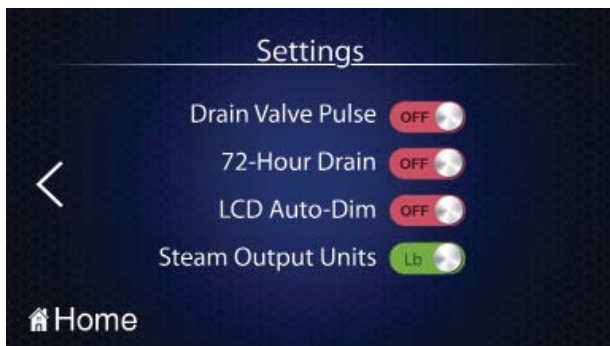 Settings
Drain Valve Pulse OFF
72-Hour Drain OFF
LCD Auto-Dim OFF
Steam Output Units Lb
Home